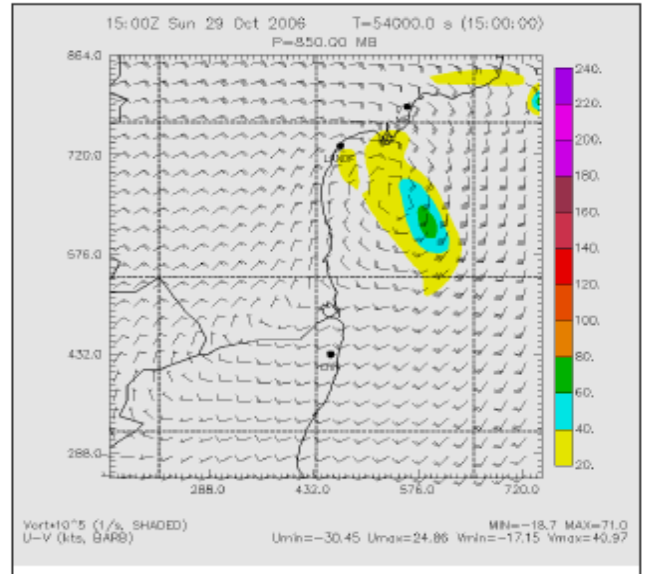 15:00Z Sun 29 Oct 2006 T=54000.0 s (15:00:00)
P=850.00 MB
864.0
720.0
576.0
432.0
288.0
288.0 432.0 576.0 720.0
240.
220.
200.
180.
160.
140.
120.
100.
80.
60.
40.
20.
Vort*10^5 (1/s, SHADED)
U-V (kts, BARB)
MIN=-18.7 MAX=71.0
Umin=-30.45 Umax=24.86 Vmin=-17.15 Vmax=40.97